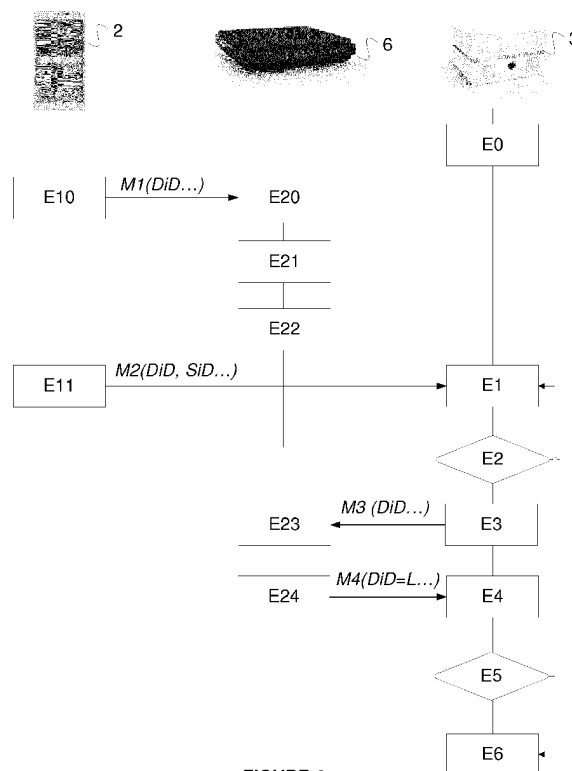 2
6
E0
E10
M1(DiD...)
E20
E21
E22
E11
M2(DiD, SiD...)
E1
E2
E23
M3 (DiD...)
E3
E24
M4(DiD=L...)
E4
E5
E6